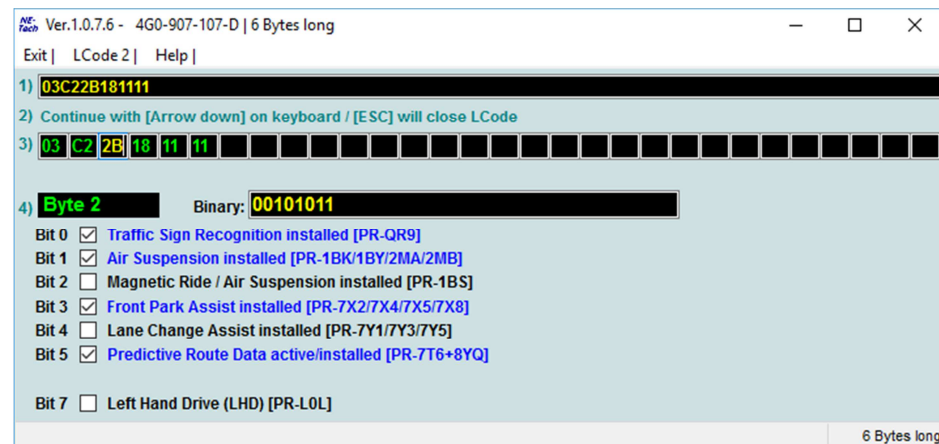 NE-Tech Ver.1.0.7.6 - 4G0-907-107-D | 6 Bytes long
Exit | LCode 2 | Help |
1) 03C22B181111
2) Continue with [Arrow down] on keyboard / [ESC] will close LCode
3) 03 C2 2B 18 11 11
4) Byte 2 Binary: 00101011
Bit 0 Traffic Sign Recognition installed [PR-QR9]
Bit 1 Air Suspension installed [PR-1BK/1BY/2MA/2MB]
Bit 2 Magnetic Ride / Air Suspension installed [PR-1BS]
Bit 3 Front Park Assist installed [PR-7X2/7X4/7X5/7X8]
Bit 4 Lane Change Assist installed [PR-7Y1/7Y3/7Y5]
Bit 5 Predictive Route Data active/installed [PR-7T6+8YQ]
Bit 7 Left Hand Drive (LHD) [PR-L0L]
6 Bytes long